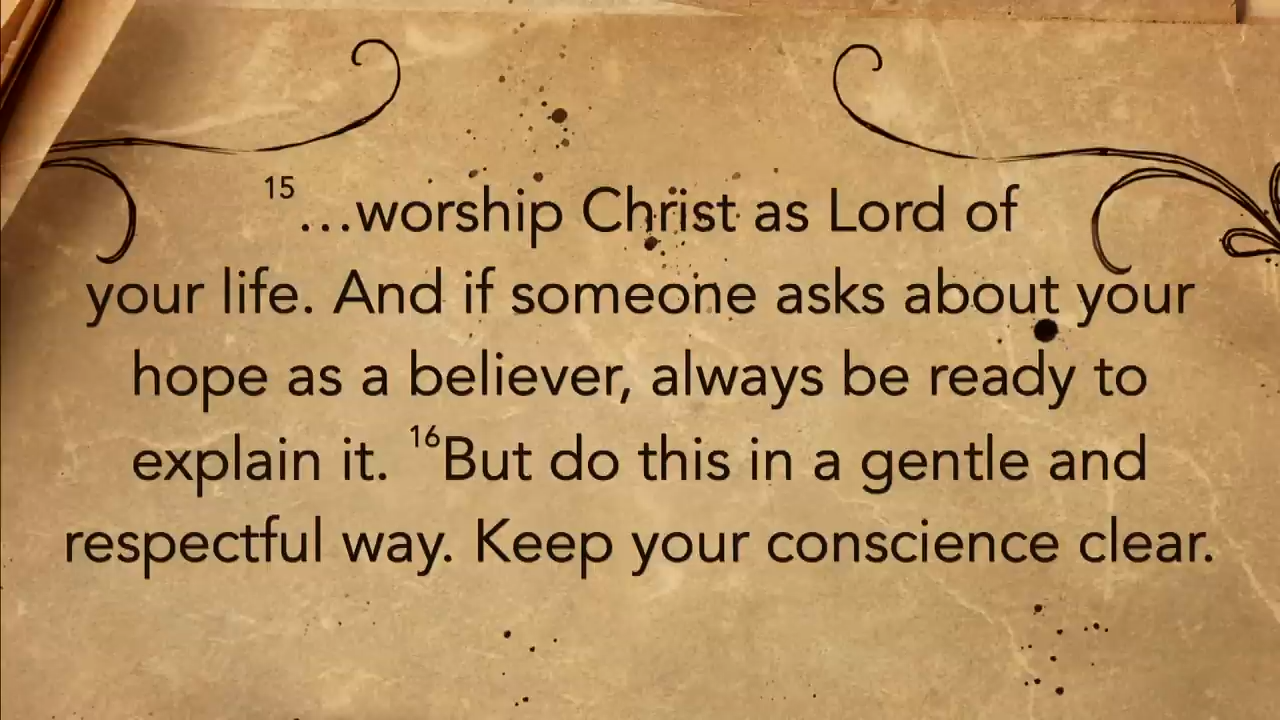 15…worship Christ as Lord of
your life. And if someone asks about your
hope as a believer, always be ready to
explain it. 16But do this in a gentle and
respectful way. Keep your conscience clear.